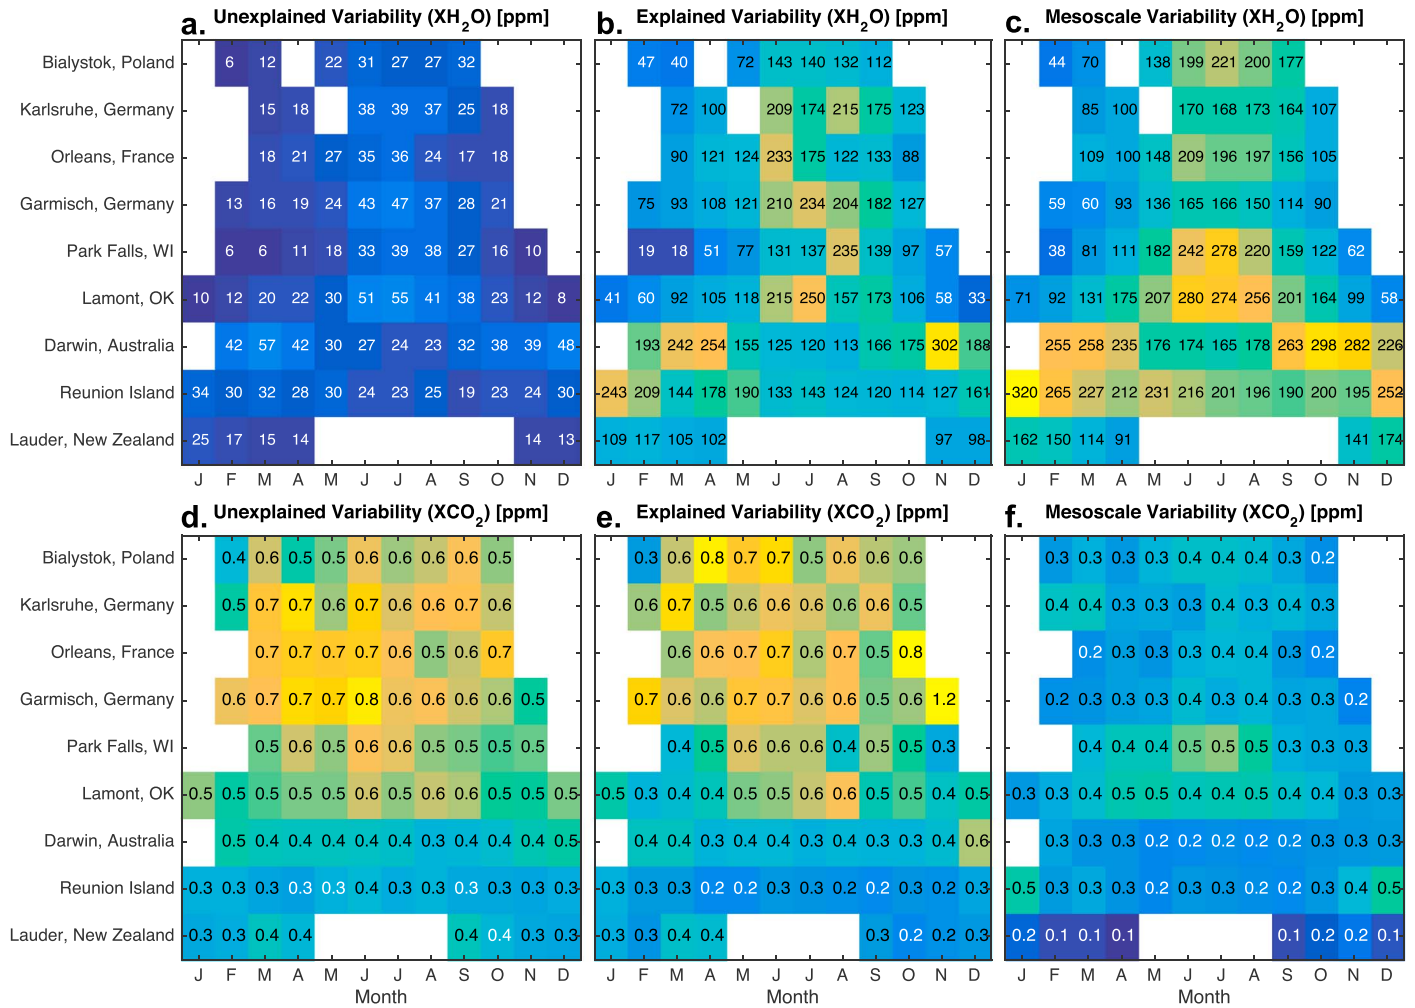 a. Unexplained Variability (XH2O) [ppm]
b. Explained Variability (XH2O) [ppm]
c. Mesoscale Variability (XH2O) [ppm]
Bialystok, Poland 6 12 22 31 27 27 32 47 40 72 143 140 132 112 44 70 138 199 221 200 177
Karlsruhe, Germany 15 18 38 39 37 25 18 72 100 209 174 215 175 123 85 100 170 168 173 164 107
Orleans, France 18 21 27 35 36 24 17 18 90 121 124 233 175 122 133 88 109 100 148 209 196 197 156 105
Garmisch, Germany 13 16 19 24 43 47 37 28 21 75 93 108 121 210 234 204 182 127 59 60 93 136 165 166 150 114 90
Park Falls, WI 6 6 11 18 33 39 38 27 16 10 19 18 51 77 131 137 235 139 97 57 38 81 111 182 242 278 220 159 122 62
Lamont, OK 10 12 20 22 30 51 55 41 38 23 12 8 41 60 92 105 118 215 250 157 173 106 58 33 71 92 131 175 207 280 274 256 201 164 99 58
Darwin, Australia 42 57 42 30 27 24 23 32 38 39 48 193 242 254 155 125 120 113 166 175 302 188 255 258 235 176 174 165 178 263 298 282 226
Reunion Island 34 30 32 28 30 24 23 25 19 23 24 30 243 209 144 178 190 133 143 124 120 114 127 161 320 265 227 212 231 216 201 196 190 200 195 252
Lauder, New Zealand 25 17 15 14 14 13 109 117 105 102 97 98 162 150 114 91 141 174
J F M A M J J A S O N D J F M A M J J A S O N D J F M A M J J A S O N D
d. Unexplained Variability (XCO2) [ppm]
e. Explained Variability (XCO2) [ppm]
f. Mesoscale Variability (XCO2) [ppm]
Bialystok, Poland 0.4 0.6 0.5 0.5 0.6 0.6 0.6 0.6 0.5 0.3 0.6 0.8 0.7 0.7 0.5 0.6 0.6 0.6 0.3 0.3 0.3 0.3 0.4 0.4 0.4 0.3 0.2
Karlsruhe, Germany 0.5 0.7 0.7 0.6 0.7 0.6 0.6 0.7 0.6 0.6 0.7 0.5 0.6 0.6 0.6 0.6 0.6 0.5 0.4 0.4 0.3 0.3 0.3 0.4 0.3 0.4 0.3
Orleans, France 0.7 0.7 0.7 0.7 0.6 0.5 0.6 0.7 0.6 0.6 0.7 0.7 0.6 0.7 0.5 0.8 0.2 0.3 0.3 0.3 0.4 0.4 0.3 0.2
Garmisch, Germany 0.6 0.7 0.7 0.7 0.8 0.6 0.6 0.6 0.6 0.5 0.7 0.6 0.6 0.7 0.7 0.6 0.6 0.5 0.6 1.2 0.2 0.3 0.3 0.3 0.4 0.3 0.4 0.3 0.3 0.2
Park Falls, WI 0.5 0.6 0.5 0.6 0.6 0.5 0.5 0.5 0.5 0.4 0.5 0.6 0.6 0.6 0.4 0.5 0.5 0.3 0.4 0.4 0.4 0.5 0.5 0.5 0.3 0.3 0.3
Lamont, OK 0.5 0.5 0.5 0.5 0.5 0.6 0.5 0.6 0.6 0.5 0.5 0.5 0.5 0.3 0.4 0.4 0.5 0.5 0.6 0.6 0.5 0.5 0.4 0.5 0.3 0.3 0.4 0.5 0.5 0.4 0.4 0.5 0.4 0.4 0.3 0.3
Darwin, Australia 0.5 0.4 0.4 0.4 0.4 0.4 0.3 0.4 0.4 0.4 0.5 0.4 0.4 0.3 0.4 0.3 0.4 0.3 0.3 0.3 0.4 0.6 0.3 0.3 0.3 0.2 0.2 0.2 0.2 0.2 0.3 0.3 0.3
Reunion Island 0.3 0.3 0.3 0.3 0.3 0.4 0.3 0.3 0.3 0.3 0.3 0.3 0.3 0.3 0.3 0.2 0.2 0.3 0.3 0.2 0.2 0.3 0.2 0.3 0.5 0.3 0.3 0.3 0.2 0.3 0.3 0.2 0.2 0.3 0.4 0.5
Lauder, New Zealand 0.3 0.3 0.4 0.4 0.4 0.4 0.3 0.3 0.3 0.3 0.4 0.4 0.3 0.2 0.2 0.3 0.2 0.1 0.1 0.1 0.1 0.2 0.2 0.1
J F M A M J J A S O N D J F M A M J J A S O N D J F M A M J J A S O N D
Month Month Month